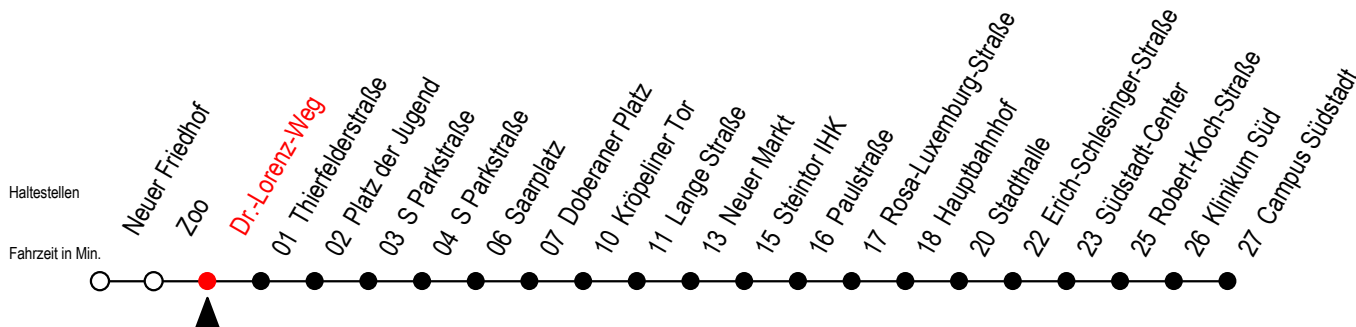 Haltestellen
Fahrzeit in Min.
Neuer Friedhof
Zoo
Dr.-Lorenz-Weg
01 Thierfelderstraße
02 Platz der Jugend
03 S Parkstraße
04 S Parkstraße
06 Saarplatz
07 Doberaner Platz
10 Kröpeliner Tor
11 Lange Straße
13 Neuer Markt
15 Steintor IHK
16 Paulstraße
17 Rosa-Luxemburg-Straße
18 Hauptbahnhof
20 Stadthalle
22 Erich-Schlesinger-Straße
23 Südstadt-Center
25 Robert-Koch-Straße
26 Klinikum Süd
27 Campus Südstadt